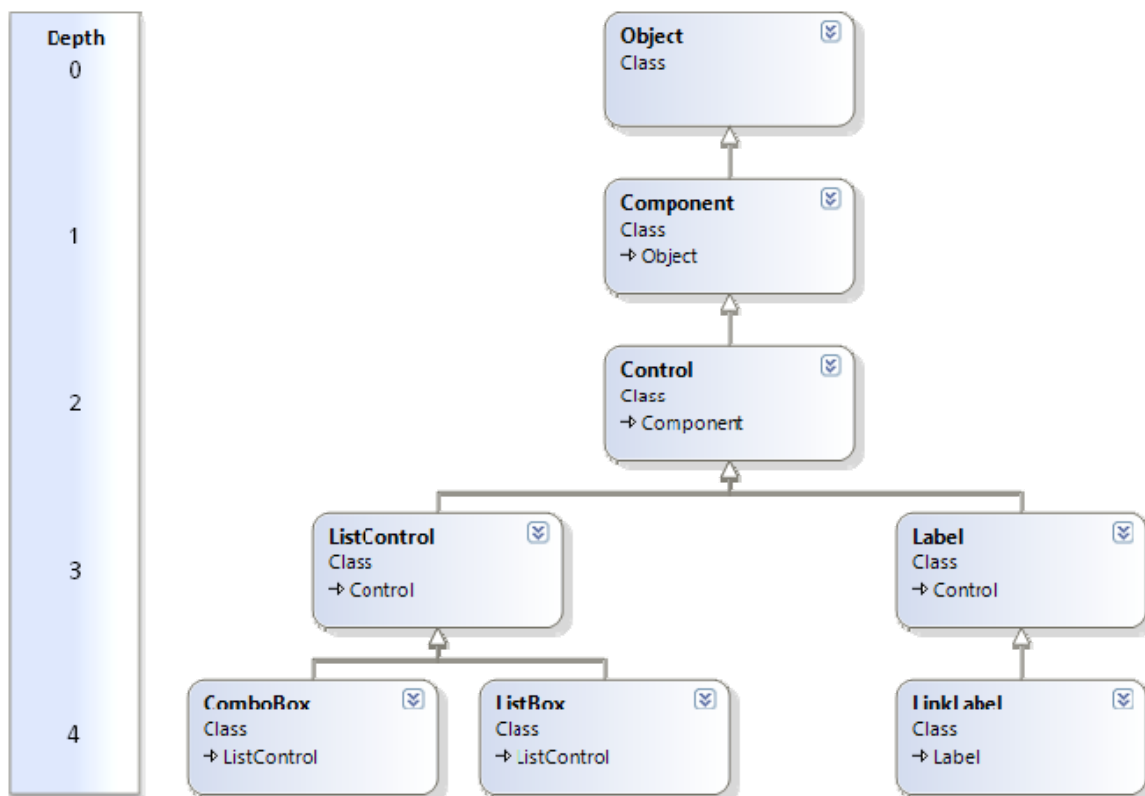 Depth
0
Object
Class
1
Component
Class
Object
2
Control
Class
Component
3
ListControl
Class
Control
Label
Class
Control
4
ComboBox
Class
ListControl
ListBox
Class
ListControl
LinkLabel
Class
Label